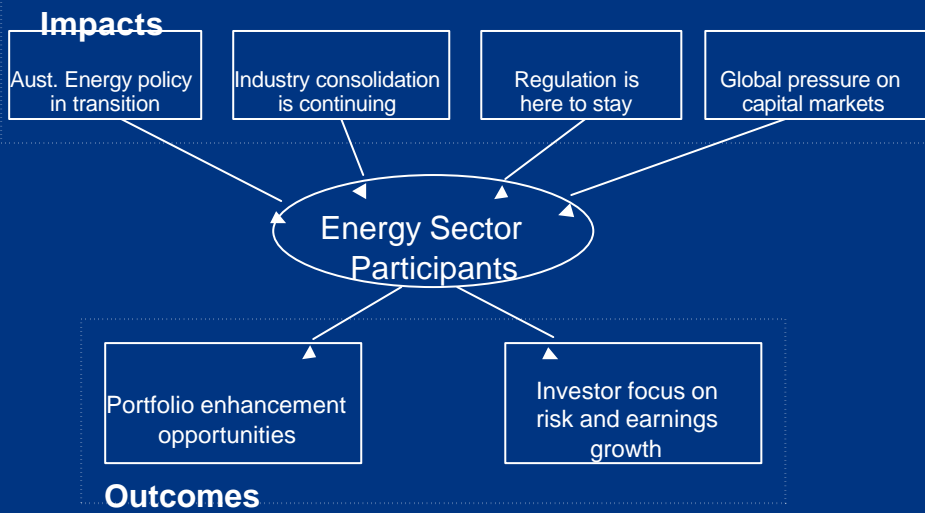 Impacts
Aust. Energy policy
in transition
Industry consolidation
is continuing
Regulation is
here to stay
Global pressure on
capital markets
Energy Sector
Participants
Portfolio enhancement
opportunities
Investor focus on
risk and earnings
growth
Outcomes